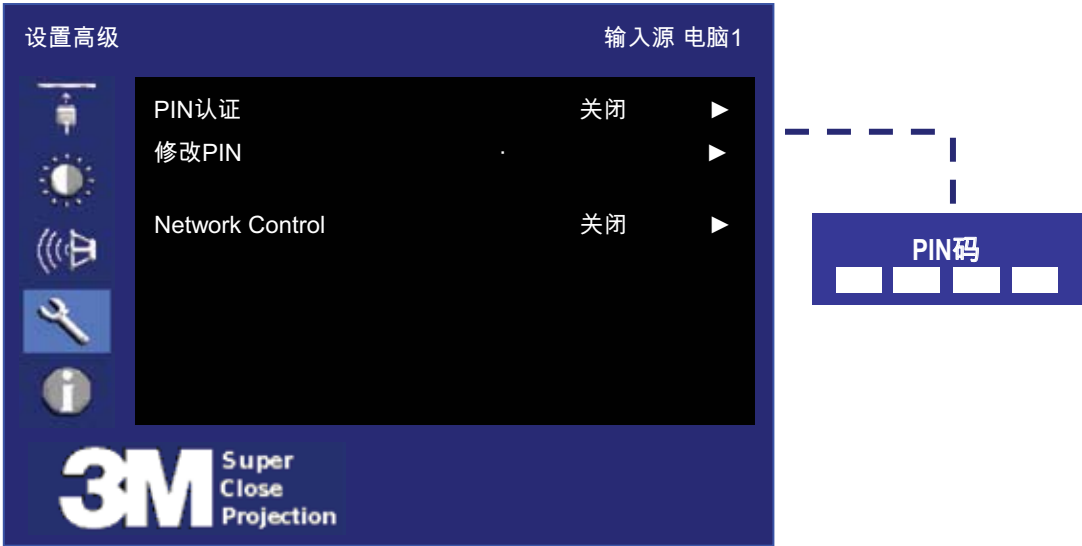 设置高级 输入源 电脑1
PIN认证 关闭 ►
修改PIN · ►
Network Control 关闭 ►
PIN码
3M Super
Close
Projection